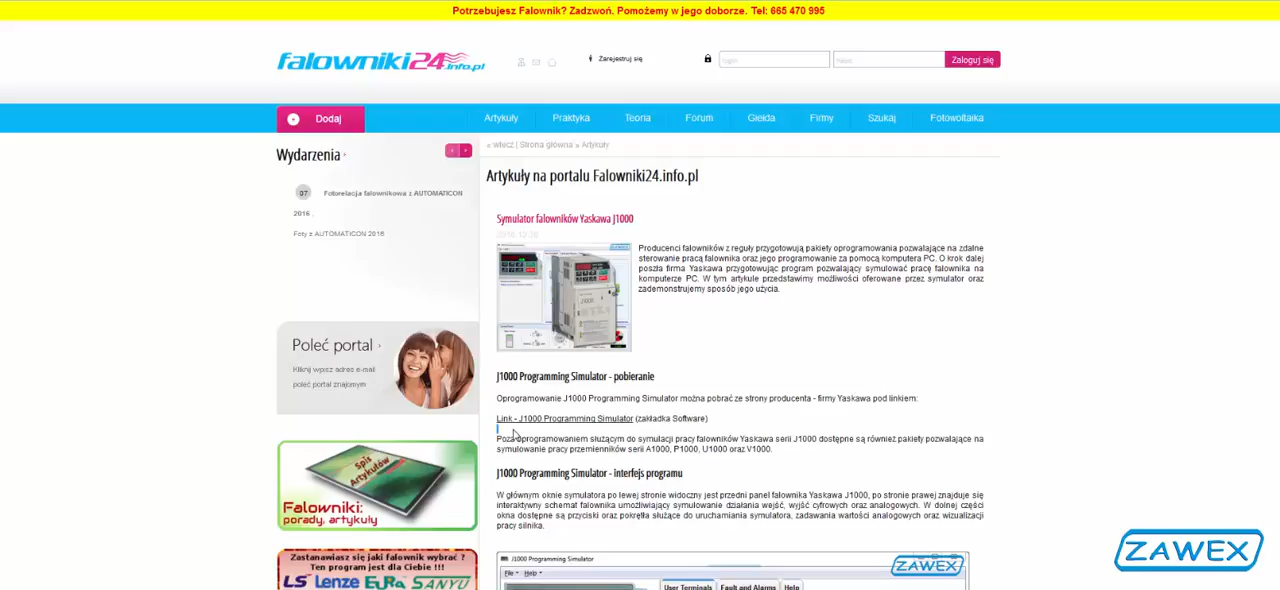 Potrzebujesz Falownik? Zadzwoń, Pomożemy w jego doborze. Tel: 665 470 995
falowniki24.info.pl
Zarejestruj się
Zaloguj się
Dodaj
Artykuły
Praktyka
Teoria
Forum
Giełda
Firmy
Szukaj
Fotowoltaika
Wydarzenia
« wstecz | Strona główna » Artykuły
Artykuły na portalu Falowniki24.info.pl
07 Fotorelacja falownikowa z AUTOMATICON
2016 .
Foty z AUTOMATICON 2016
Symulator falowników Yaskawa J1000
Producenci falowników z reguły przygotowują pakiety oprogramowania pozwalające na zdalne
sterowanie pracą falownika oraz jego programowanie za pomocą komputera PC. O krok dalej
poszła firma Yaskawa przygotowując program pozwalający symulować pracę falownika na
komputerze PC. W tym artykule przedstawimy możliwości oferowane przez symulator oraz
zademonstrujemy sposób jego użycia.
Poleć portal
Kliknij wpisz adres e-mail
poleć portal znajomym
J1000 Programming Simulator - pobieranie
Oprogramowanie J1000 Programming Simulator można pobrać ze strony producenta - firmy Yaskawa pod linkiem:
Link - J1000 Programming Simulator (zakładka Software)
Poza oprogramowaniem służącym do symulacji pracy falowników Yaskawa serii J1000 dostępne są również pakiety pozwalające na
symulowanie pracy przemienników serii A1000, P1000, U1000 oraz V1000.
J1000 Programming Simulator - interfejs programu
W głównym oknie symulatora po lewej stronie widoczny jest przedni panel falownika Yaskawa J1000, po stronie prawej znajduje się
interaktywny schemat falownika umożliwiający symulowanie działania wejść, wyjść cyfrowych oraz analogowych. W dolnej części
okna dostępne są przyciski oraz pokrętła służące do uruchamiania symulatora, zadawania wartości analogowych oraz wizualizacji
pracy silnika.
Spis
Artykułów
Falowniki:
porady, artykuły
Zastanawiasz się jaki falownik wybrać ?
Ten program jest dla Ciebie !!!
LS Lenze EURA SANYU
J1000 Programming Simulator
File Help
ZAWEX
User Terminals
Fault and Alarms
Help
ZAWEX